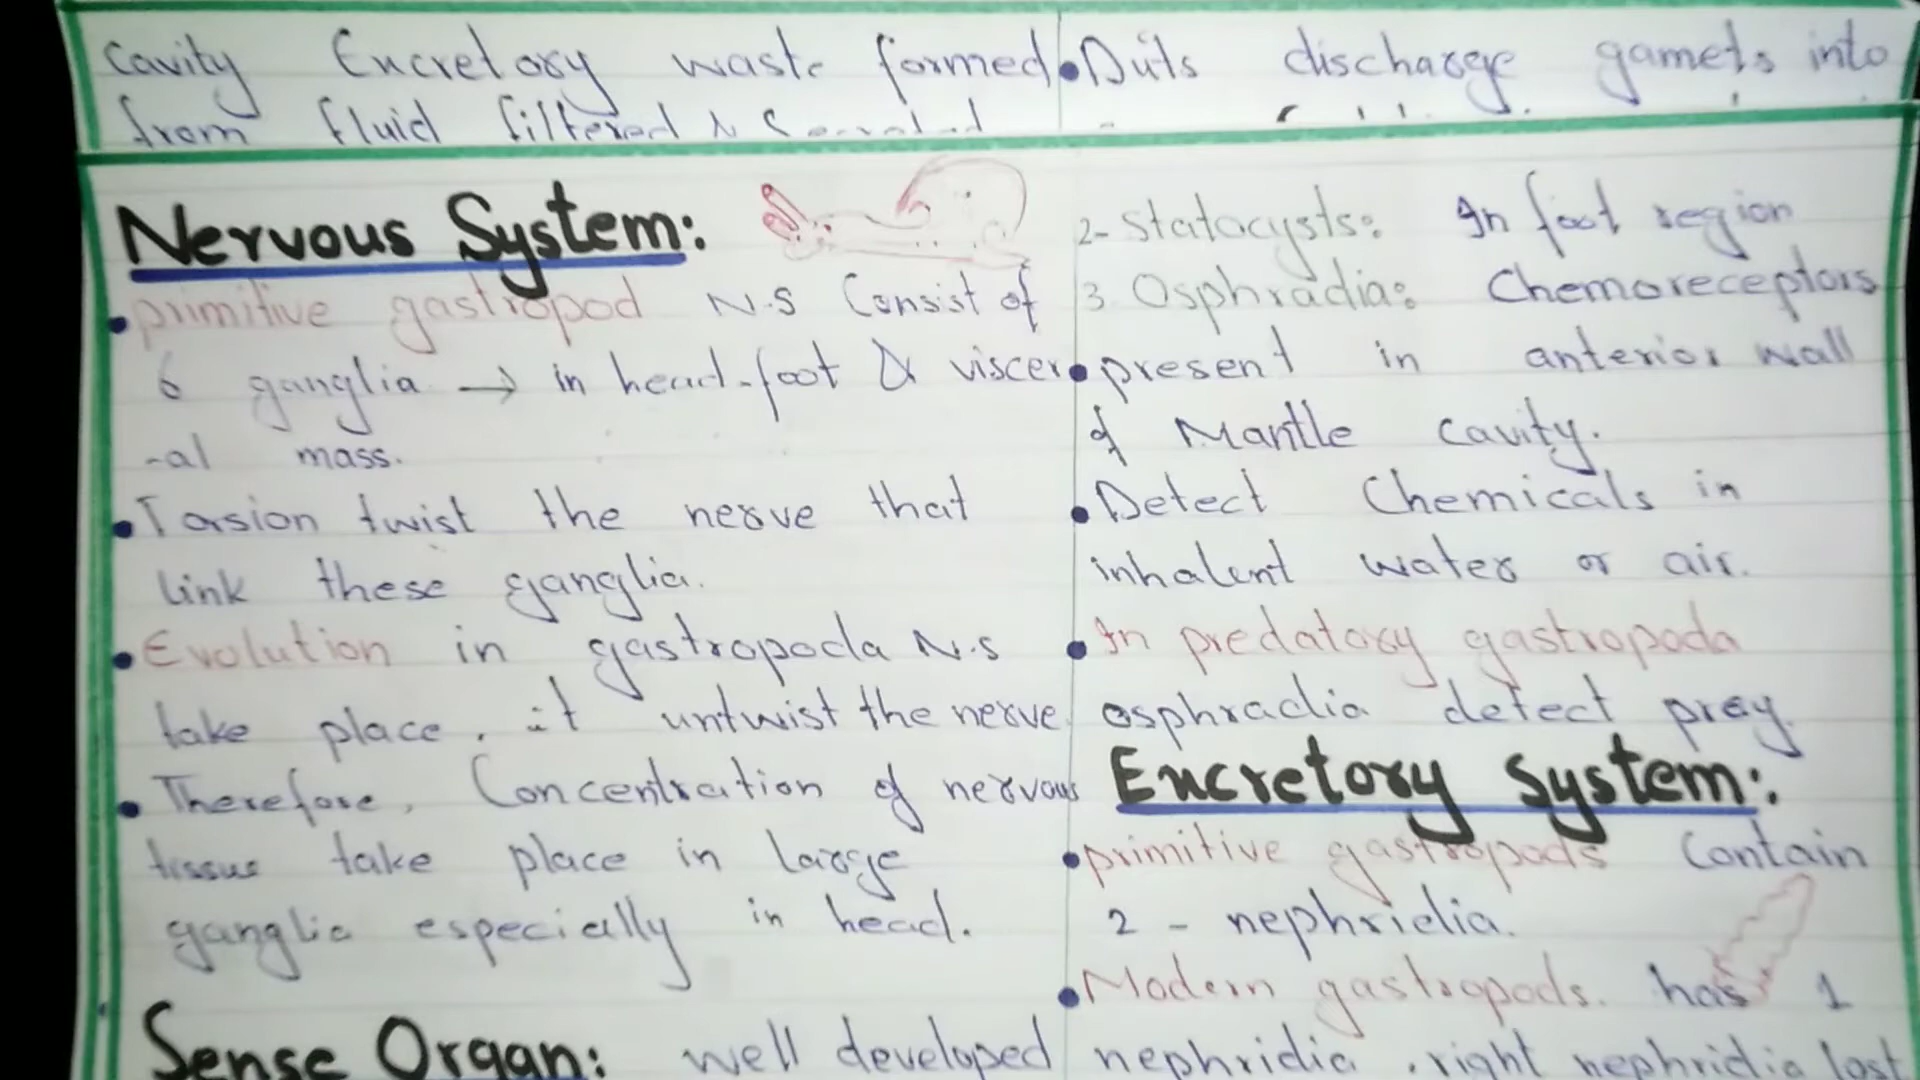 cavity Excretory waste formed
from fluid filtered &
• Duts discharge gamets into
Nervous System:
• primitive gastropod N.S Consist of
6 ganglia → in head-foot & viscer
-al mass.
• Torsion twist the nerve that
link these ganglia.
• Evolution in gastropoda N.S
take place, it untwist the nerve.
• Therefore, Concentration of nervous
tissue take place in large
ganglia especially in head.
Sense Organ: well developed
2- Statocysts: In foot region
3. Osphradia: Chemoreceptors
• present in anterior wall
of Mantle cavity.
• Detect Chemicals in
inhalent water or air.
• In predatory gastropoda
osphradia detect prey.
Excretory System:
• primitive gastropods Contain
2 - nephridia.
• Modern gastropods. has 1
nephridia, right nephridia lost